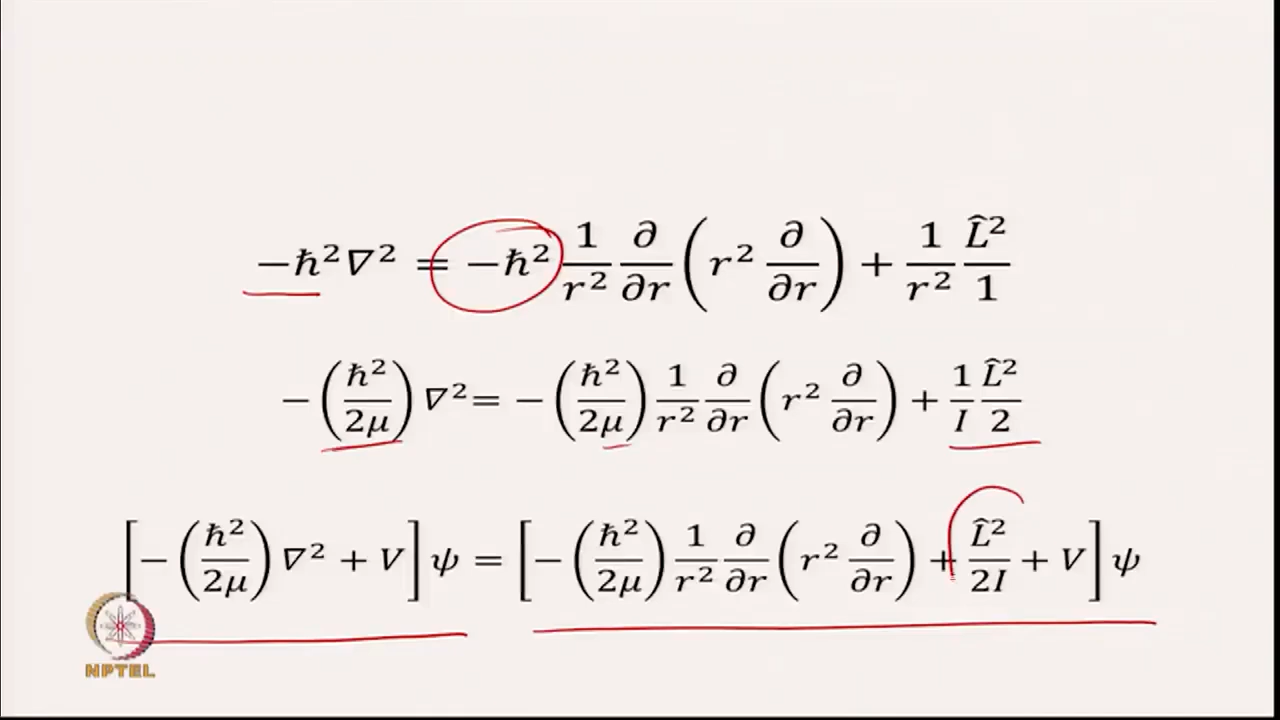 −ħ²∇² = −ħ² 1/r² ∂/∂r (r² ∂/∂r) + 1/r² L̂²/1
−(ħ²/2μ) ∇² = −(ħ²/2μ) 1/r² ∂/∂r (r² ∂/∂r) + 1/I L̂²/2
[−(ħ²/2μ) ∇² + V] ψ = [−(ħ²/2μ) 1/r² ∂/∂r (r² ∂/∂r) + L̂²/2I + V] ψ
NPTEL